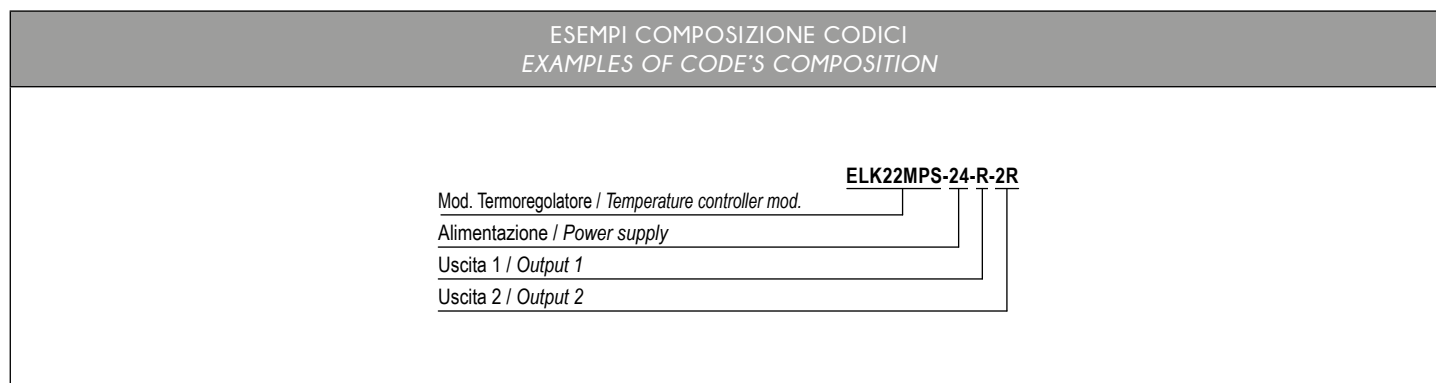 ESEMPI COMPOSIZIONE CODICI
EXAMPLES OF CODE'S COMPOSITION
ELK22MPS-24-R-2R
Mod. Termoregolatore / Temperature controller mod.
Alimentazione / Power supply
Uscita 1 / Output 1
Uscita 2 / Output 2